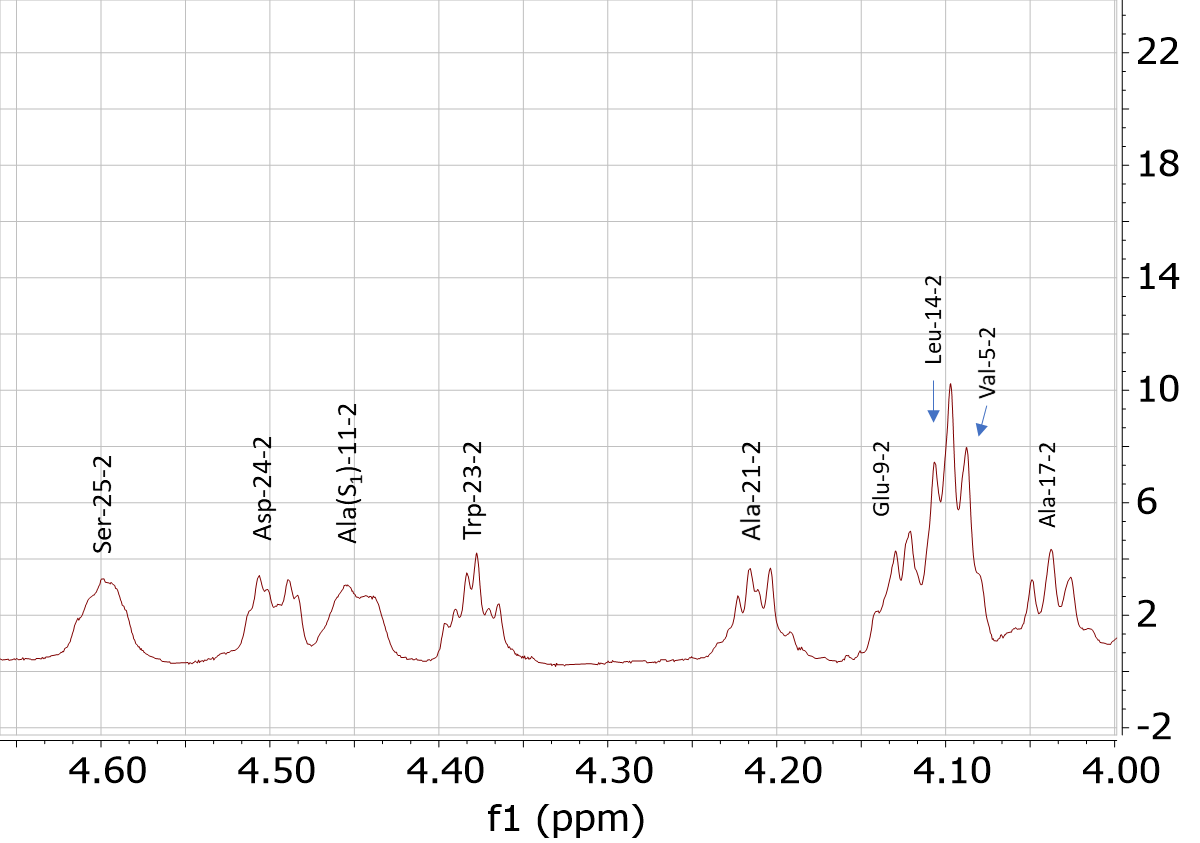 22
18
14
10
6
2
-2
Ser-25-2
Asp-24-2
Ala(S₁)-11-2
Trp-23-2
Ala-21-2
Glu-9-2
Leu-14-2
Val-5-2
Ala-17-2
4.60 4.50 4.40 4.30 4.20 4.10 4.00
f1 (ppm)